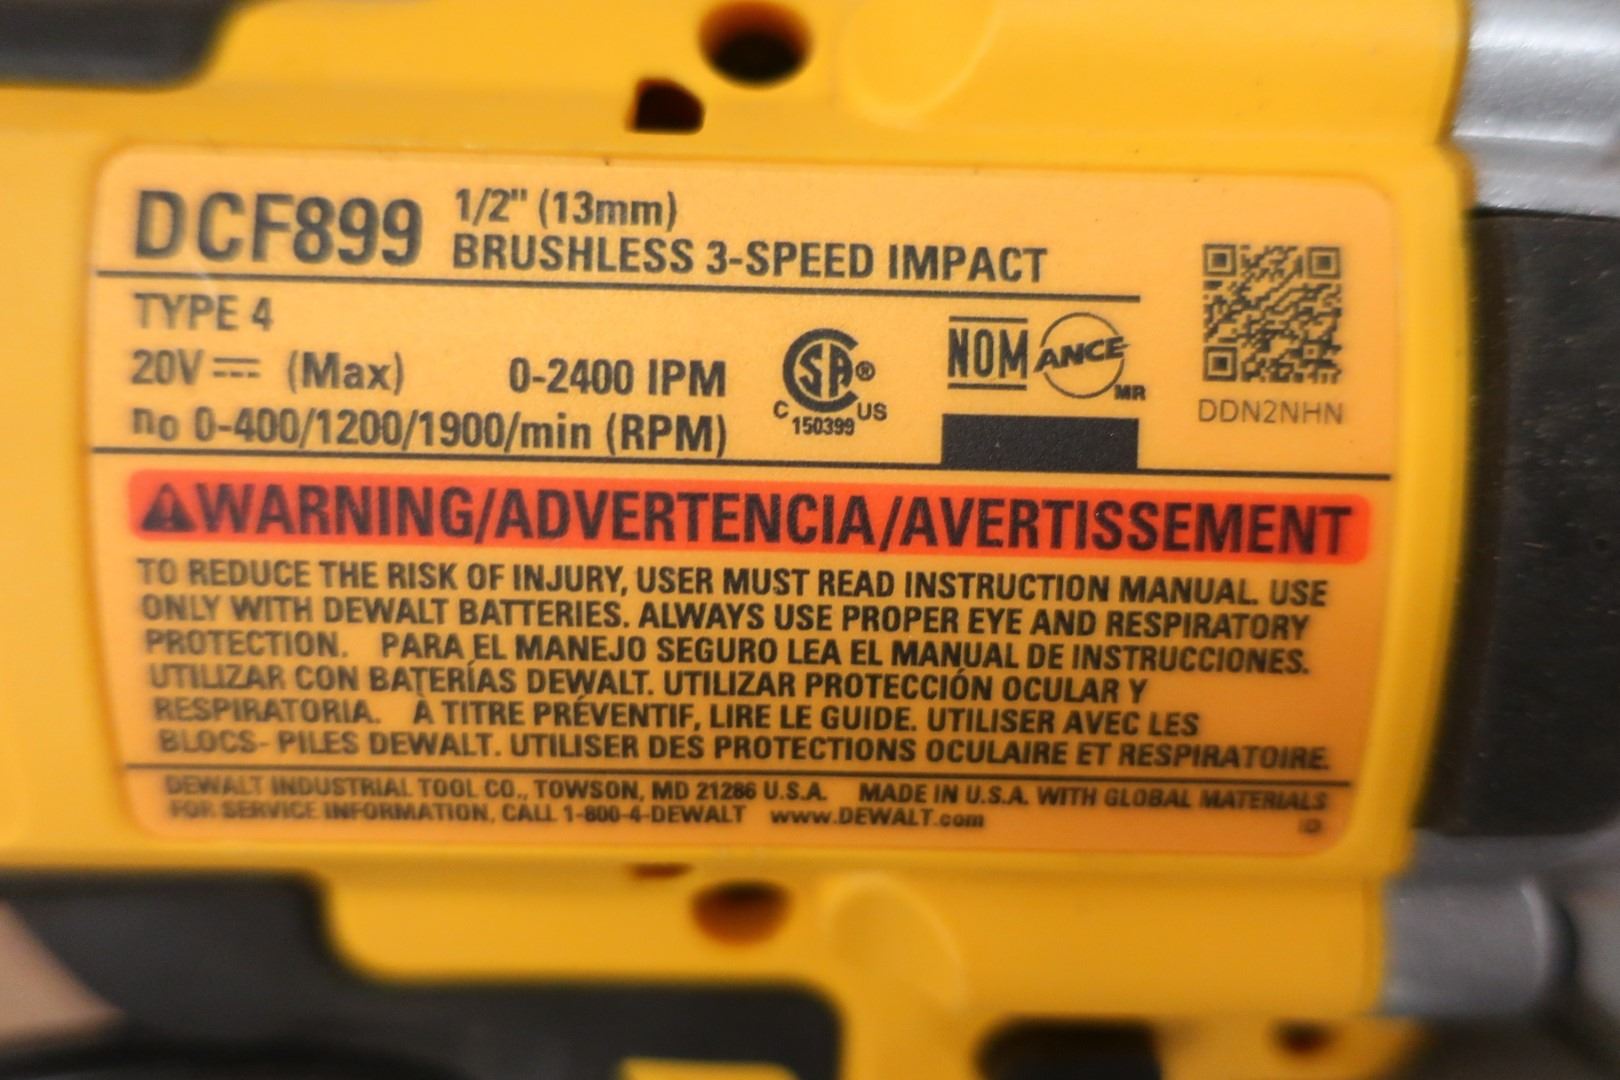 DCF899 1/2" (13mm)
BRUSHLESS 3-SPEED IMPACT
TYPE 4
20V (Max) 0-2400 IPM
no 0-400/1200/1900/min (RPM)
SA®
C US
150399
NOM ANCE
MR
DDN2NHN
WARNING/ADVERTENCIA/AVERTISSEMENT
TO REDUCE THE RISK OF INJURY, USER MUST READ INSTRUCTION MANUAL. USE
ONLY WITH DEWALT BATTERIES. ALWAYS USE PROPER EYE AND RESPIRATORY
PROTECTION. PARA EL MANEJO SEGURO LEA EL MANUAL DE INSTRUCCIONES.
UTILIZAR CON BATERÍAS DEWALT. UTILIZAR PROTECCIÓN OCULAR Y
RESPIRATORIA. À TITRE PRÉVENTIF, LIRE LE GUIDE. UTILISER AVEC LES
BLOCS- PILES DEWALT. UTILISER DES PROTECTIONS OCULAIRE ET RESPIRATOIRE.
DEWALT INDUSTRIAL TOOL CO., TOWSON, MD 21286 U.S.A. MADE IN U.S.A. WITH GLOBAL MATERIALS
FOR SERVICE INFORMATION, CALL 1-800-4-DEWALT www.DEWALT.com